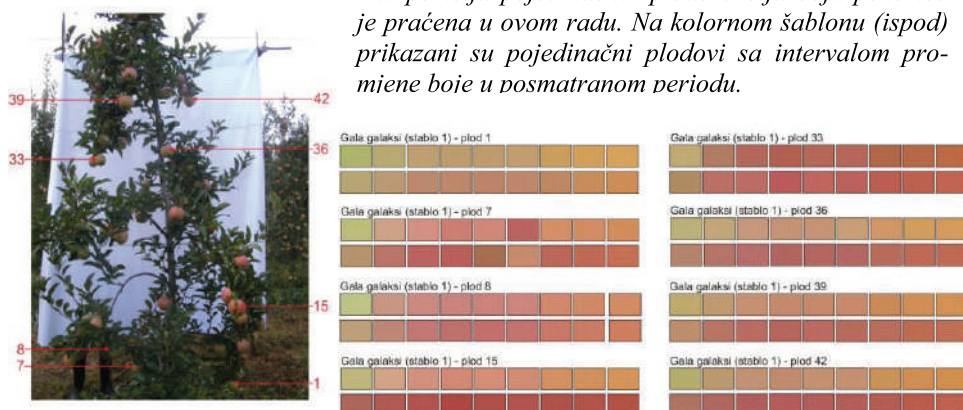 je praćena u ovom radu. Na kolornom šablonu (ispod)
prikazani su pojedinačni plodovi sa intervalom pro-
mjene boje u posmatranom periodu.
39
42
33
36
15
8
7
1
Gala galaksi (stablo 1) - plod 1
Gala galaksi (stablo 1) - plod 7
Gala galaksi (stablo 1) - plod 8
Gala galaksi (stablo 1) - plod 15
Gala galaksi (stablo 1) - plod 33
Gala galaksi (stablo 1) - plod 36
Gala galaksi (stablo 1) - plod 39
Gala galaksi (stablo 1) - plod 42